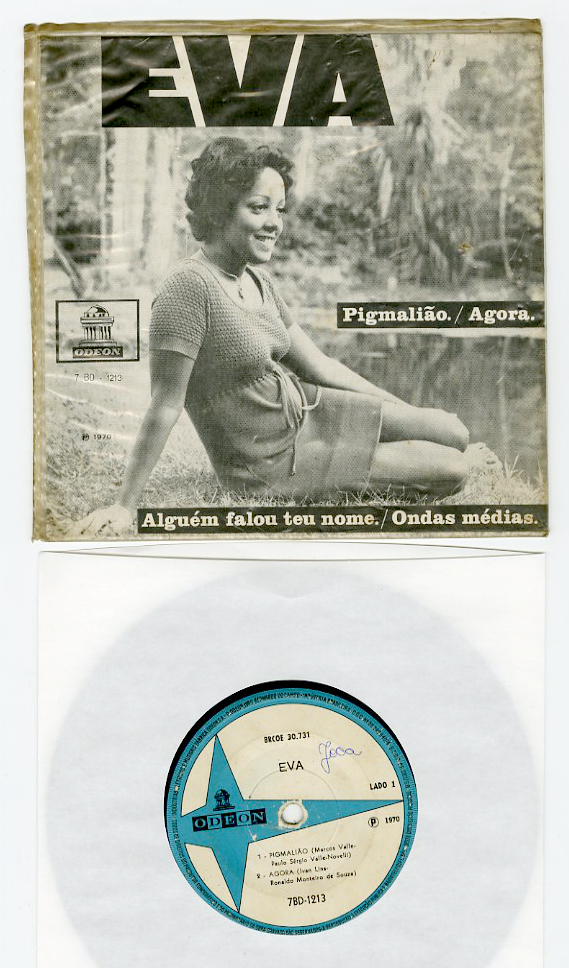 EVA
Pigmalião./Agora.
ODEON
7 BD - 1213
℗ 1970
Alguém falou teu nome./Ondas médias.
BRCOE 30.731
EVA
LADO 1
ODEON
℗ 1970
1 - PIGMALIÃO (Marcos Valle-
Paulo Sérgio Valle-Novelli)
2 - AGORA (Ivan Lins-
Ronaldo Monteiro de Souza)
7BD-1213